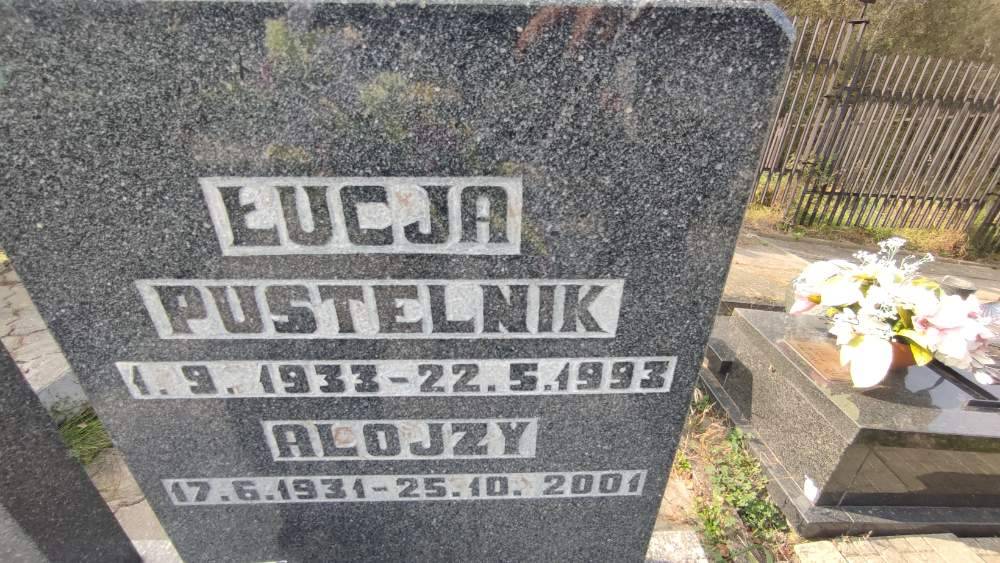 ŁUCJA
PUSTELNIK
1.9.1933-22.5.1993
ALOJZY
17.6.1931-25.10.2001